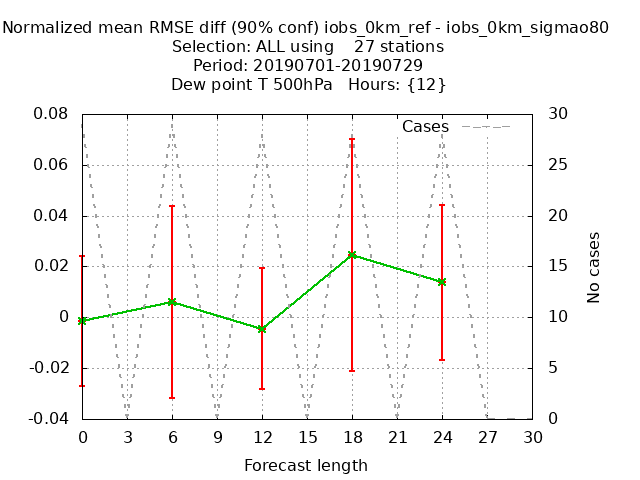 Normalized mean RMSE diff (90% conf) iobs_0km_ref - iobs_0km_sigmao80
Selection: ALL using    27 stations
Period: 20190701-20190729
Dew point T 500hPa   Hours: {12}
Cases
0.08
0.06
0.04
0.02
0
-0.02
-0.04
30
25
20
15
10
5
0
No cases
0 3 6 9 12 15 18 21 24 27 30
Forecast length